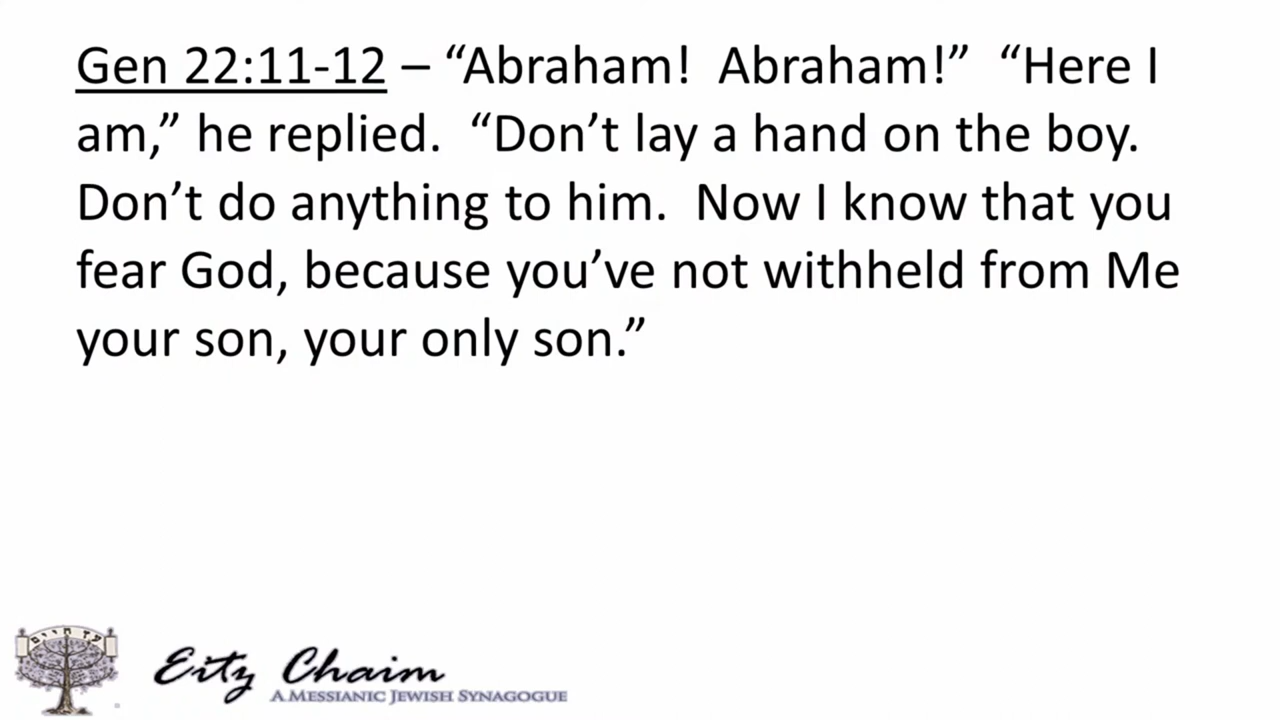 Gen 22:11-12 – “Abraham!  Abraham!”  “Here I
am,” he replied.  “Don’t lay a hand on the boy.
Don’t do anything to him.  Now I know that you
fear God, because you’ve not withheld from Me
your son, your only son.”
עץ חיים
Eitz Chaim
A Messianic Jewish Synagogue